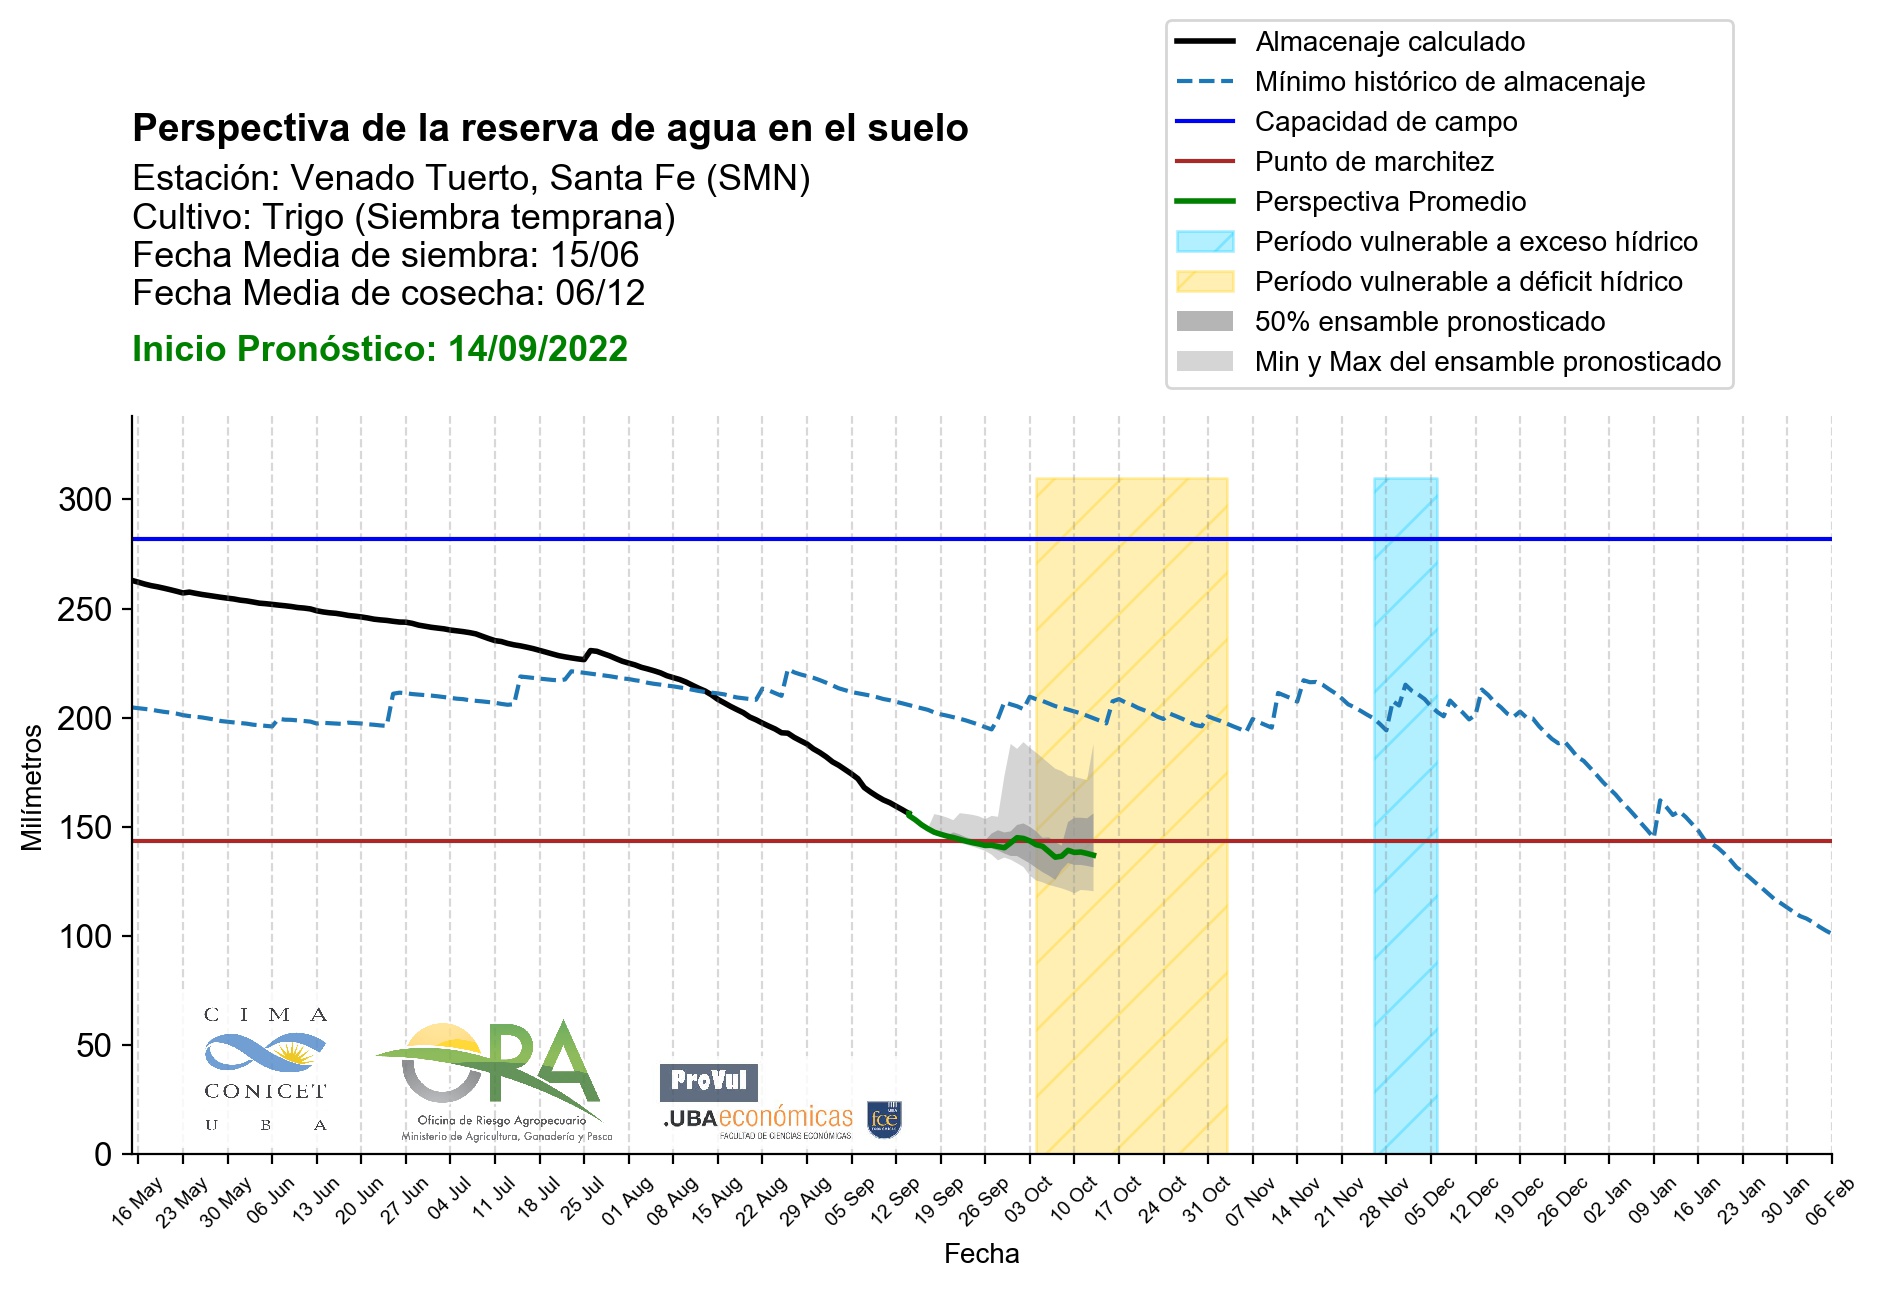 Almacenaje calculado
Mínimo histórico de almacenaje
Capacidad de campo
Punto de marchitez
Perspectiva Promedio
Período vulnerable a exceso hídrico
Período vulnerable a déficit hídrico
50% ensamble pronosticado
Min y Max del ensamble pronosticado
Perspectiva de la reserva de agua en el suelo
Estación: Venado Tuerto, Santa Fe (SMN)
Cultivo: Trigo (Siembra temprana)
Fecha Media de siembra: 15/06
Fecha Media de cosecha: 06/12
Inicio Pronóstico: 14/09/2022
300
250
200
150
100
50
0
Milímetros
CIMA
CONICET
UBA
ORA
Oficina de Riesgo Agropecuario
Ministerio de Agricultura, Ganadería y Pesca
ProVul
.UBAeconómicas
FACULTAD DE CIENCIAS ECONÓMICAS
fce
16 May
23 May
30 May
06 Jun
13 Jun
20 Jun
27 Jun
04 Jul
11 Jul
18 Jul
25 Jul
01 Aug
08 Aug
15 Aug
22 Aug
29 Aug
05 Sep
12 Sep
19 Sep
26 Sep
03 Oct
10 Oct
17 Oct
24 Oct
31 Oct
07 Nov
14 Nov
21 Nov
28 Nov
05 Dec
12 Dec
19 Dec
26 Dec
02 Jan
09 Jan
16 Jan
23 Jan
30 Jan
06 Feb
Fecha